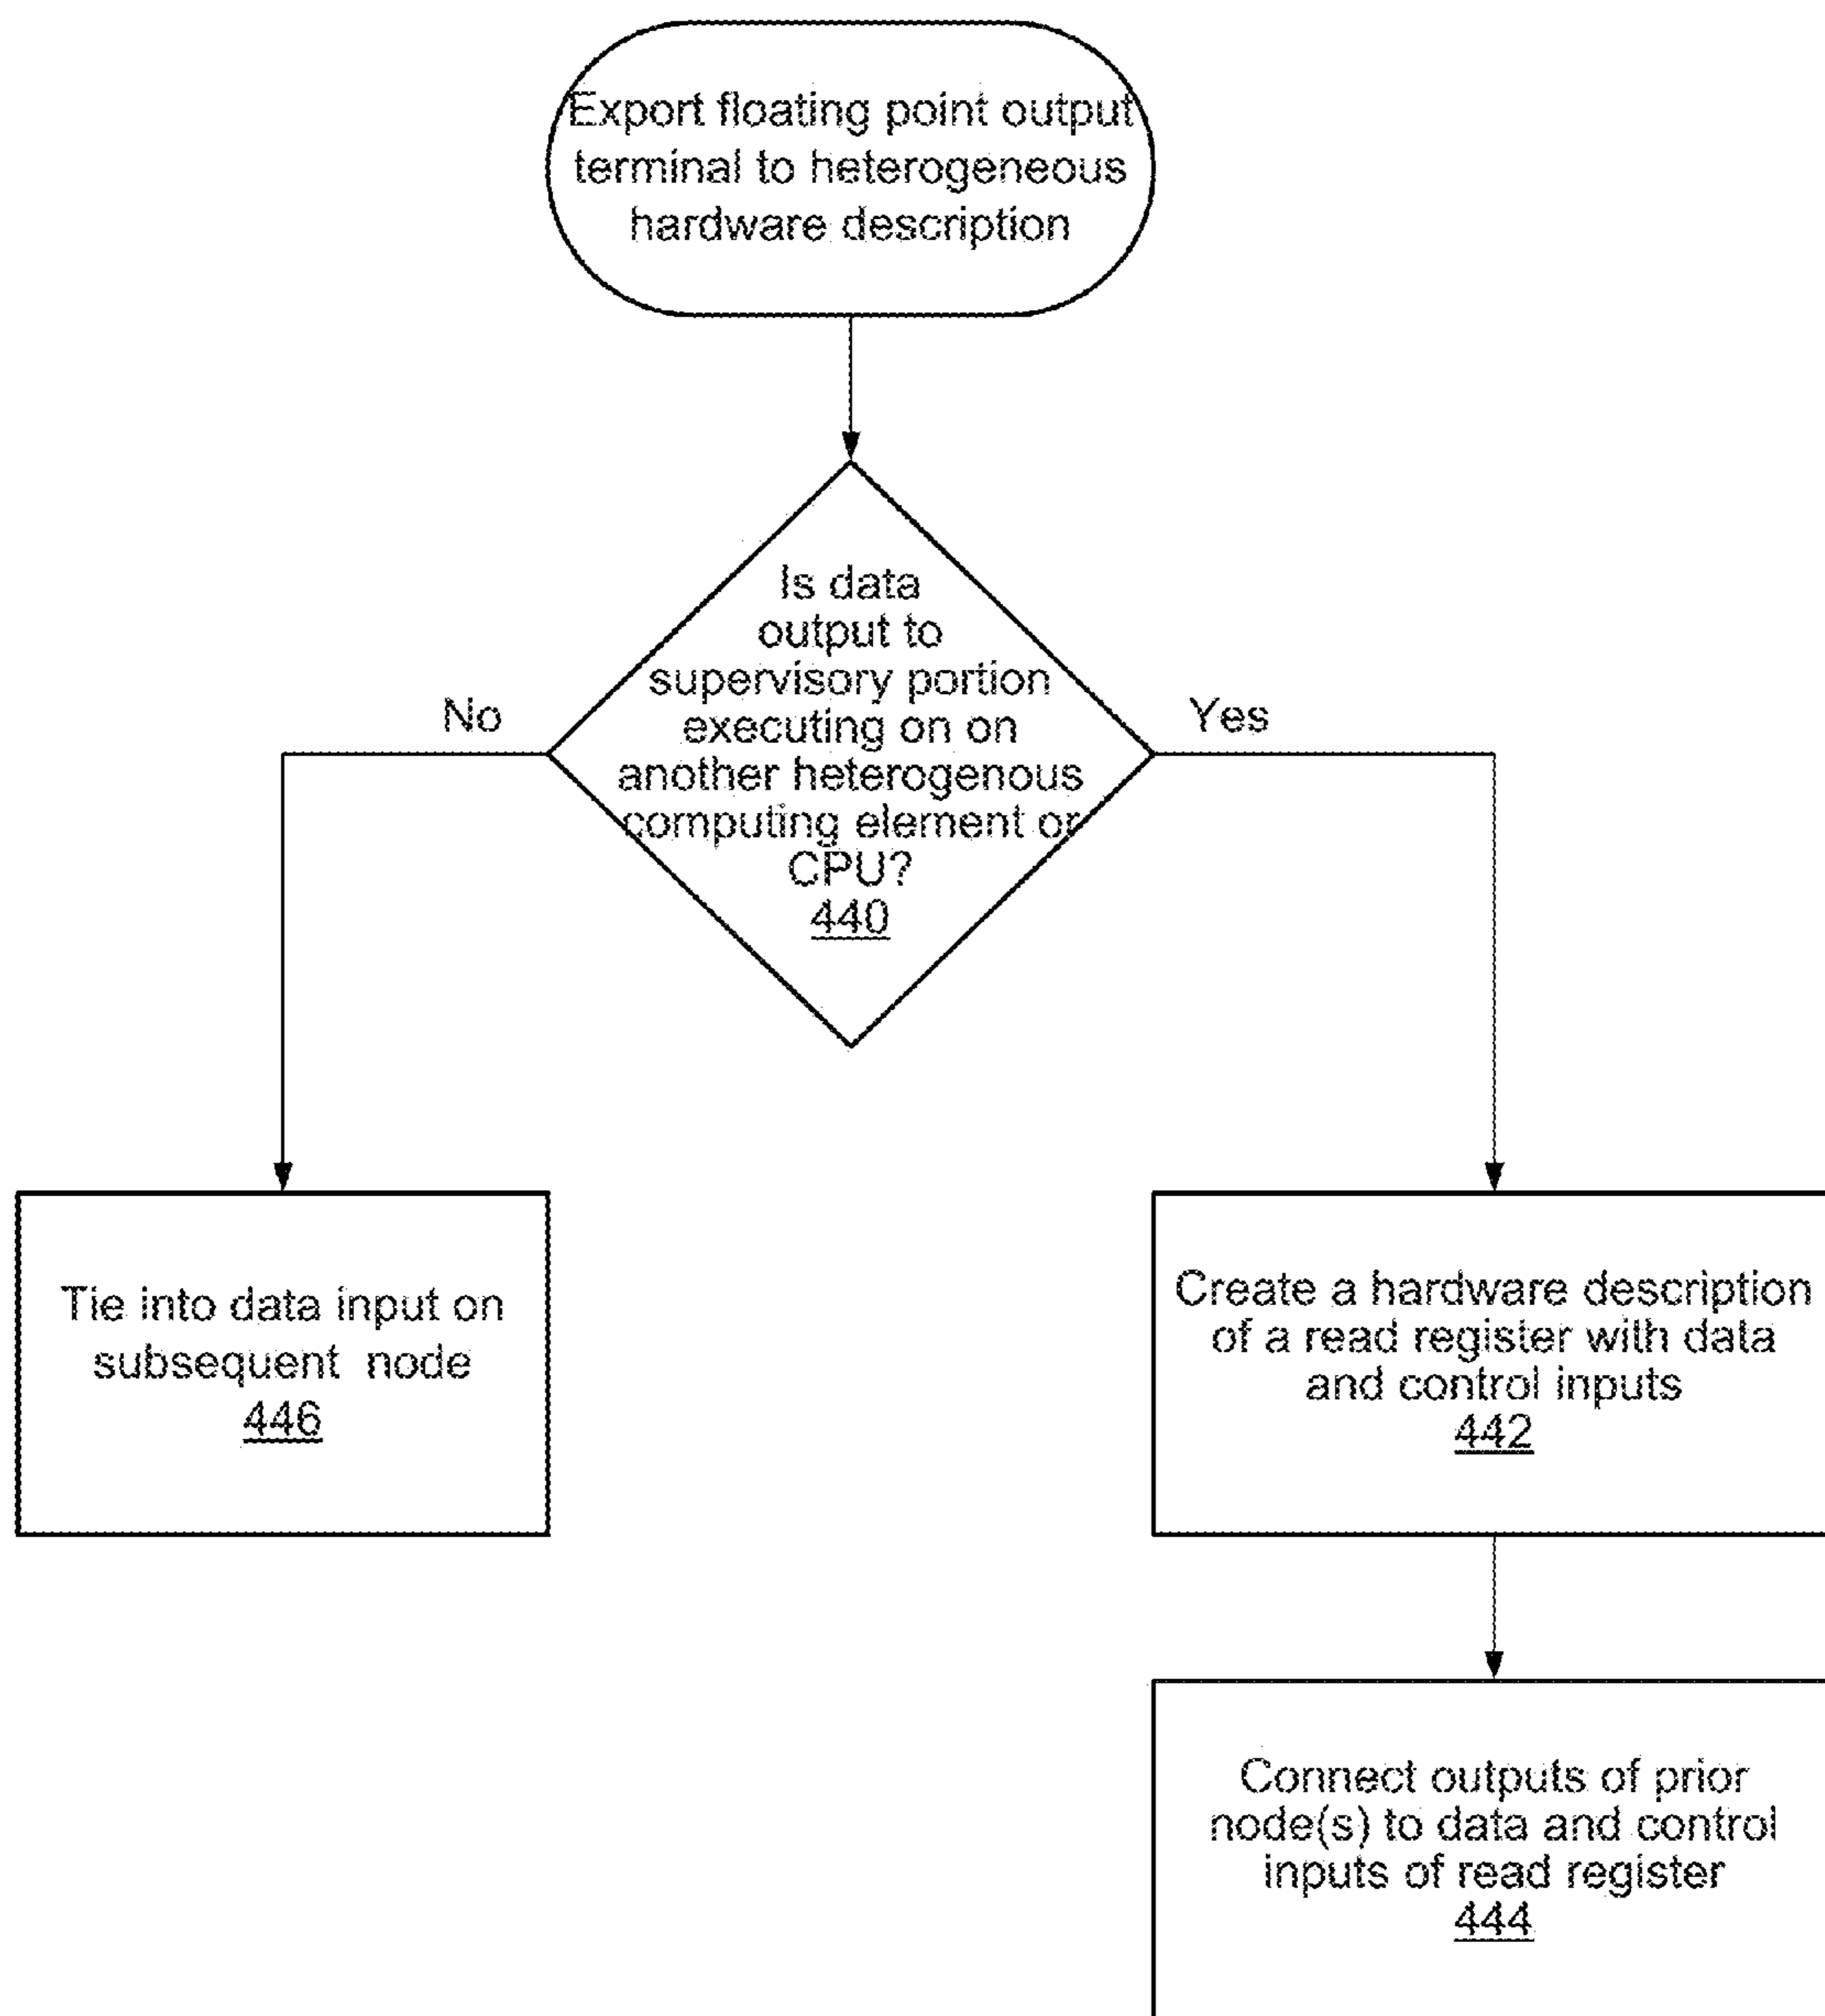 Export floating point output
terminal to heterogeneous
hardware description
Is data
output to
supervisory portion
executing on on
another heterogenous
computing element or
CPU?
440
No
Yes
Tie into data input on
subsequent node
446
Create a hardware description
of a read register with data
and control inputs
442
Connect outputs of prior
node(s) to data and control
inputs of read register
444